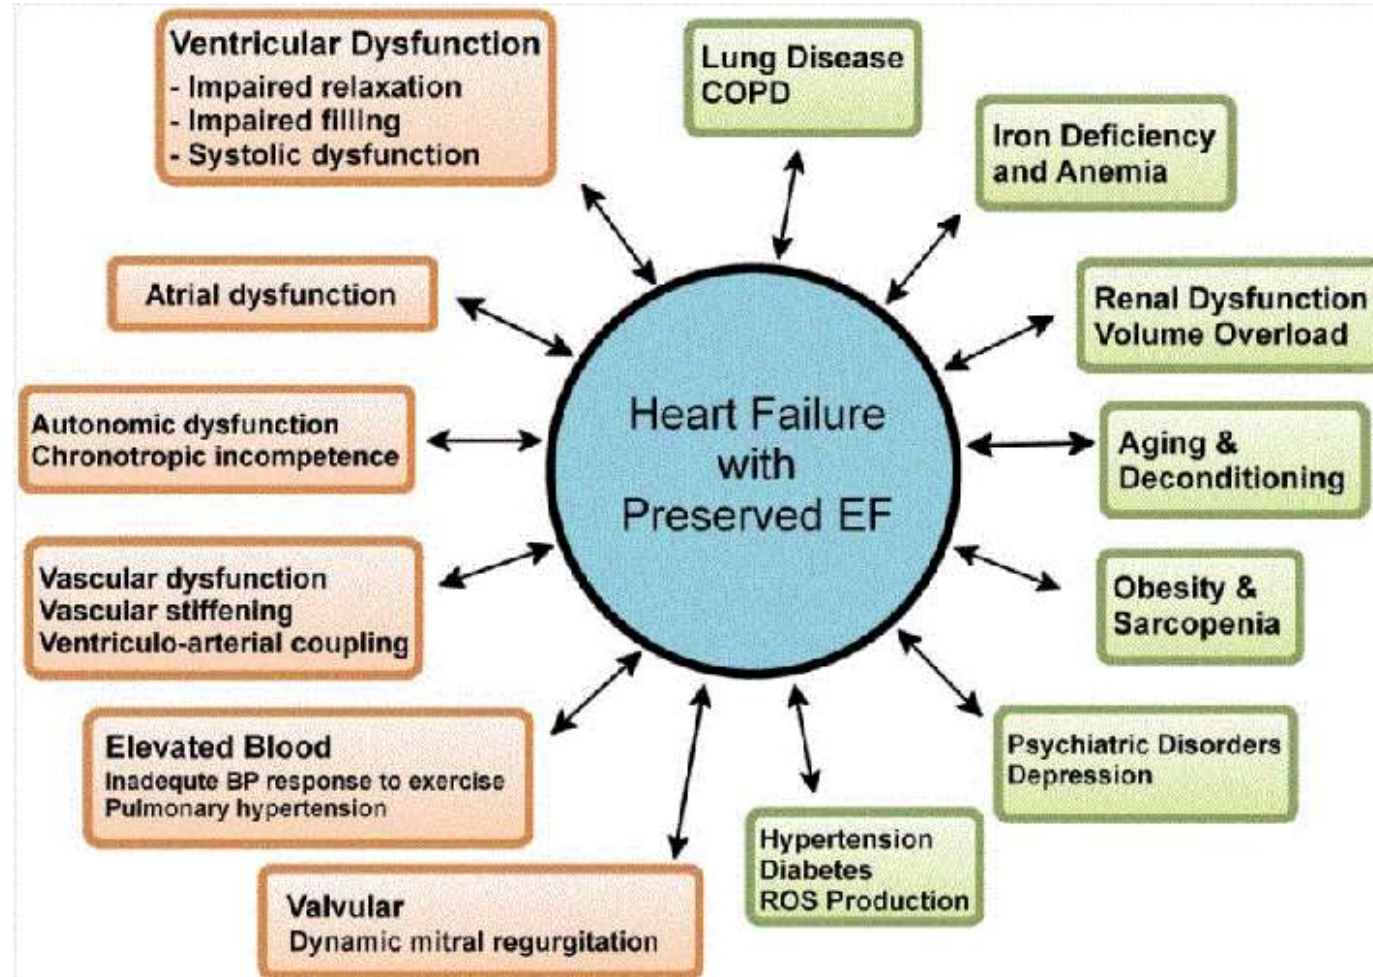 Ventricular Dysfunction
- Impaired relaxation
- Impaired filling
- Systolic dysfunction
Lung Disease
COPD
Iron Deficiency
and Anemia
Atrial dysfunction
Renal Dysfunction
Volume Overload
Autonomic dysfunction
Chronotropic incompetence
Heart Failure
with
Preserved EF
Aging &
Deconditioning
Vascular dysfunction
Vascular stiffening
Ventriculo-arterial coupling
Obesity &
Sarcopenia
Elevated Blood
Inadequte BP response to exercise
Pulmonary hypertension
Psychiatric Disorders
Depression
Hypertension
Diabetes
ROS Production
Valvular
Dynamic mitral regurgitation